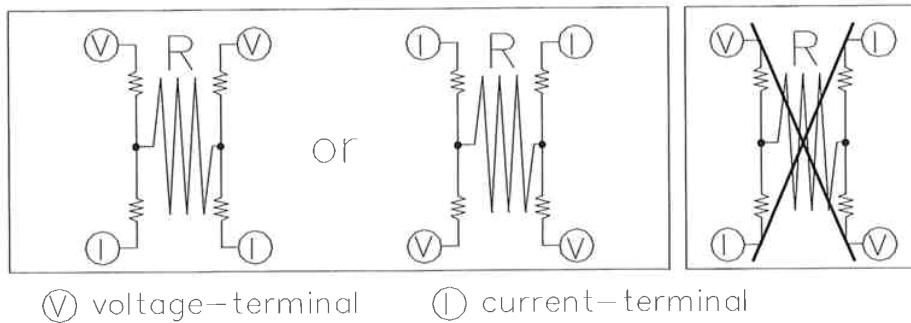 V R V I R I V R I
or
I I V V I V
V voltage-terminal I current-terminal